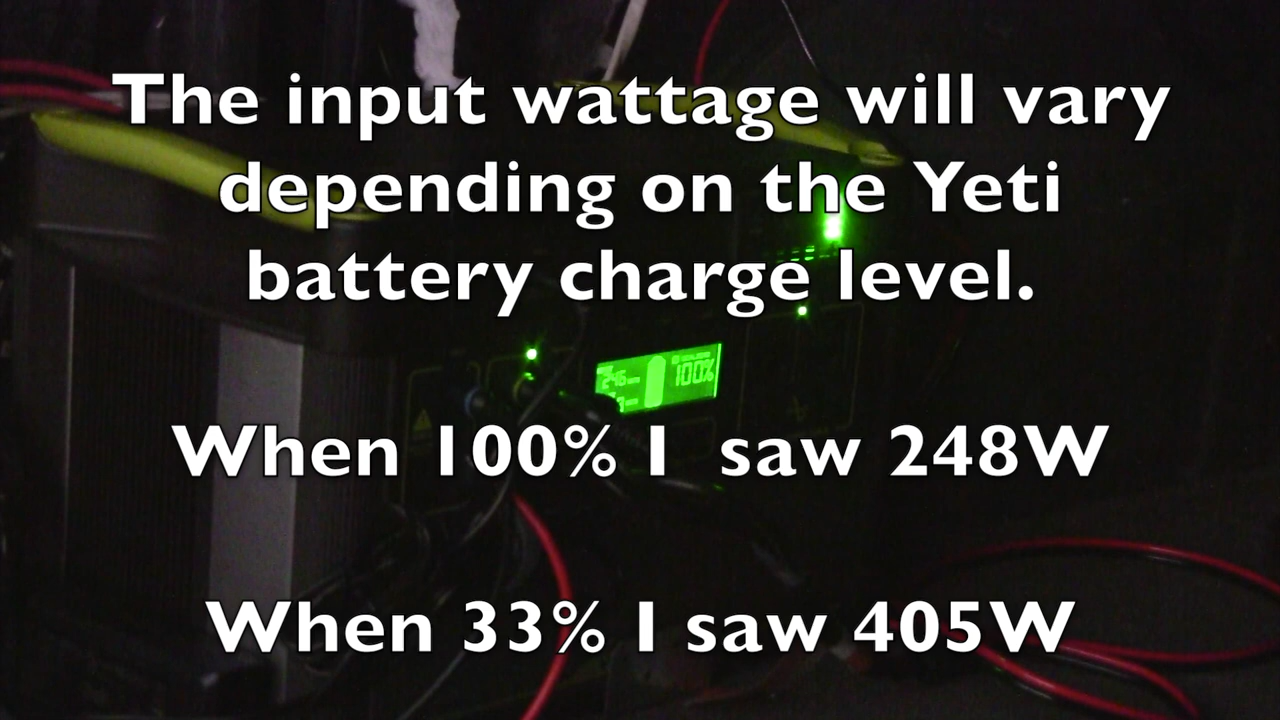 The input wattage will vary
depending on the Yeti
battery charge level.
100%
When 100% I saw 248W
When 33% I saw 405W